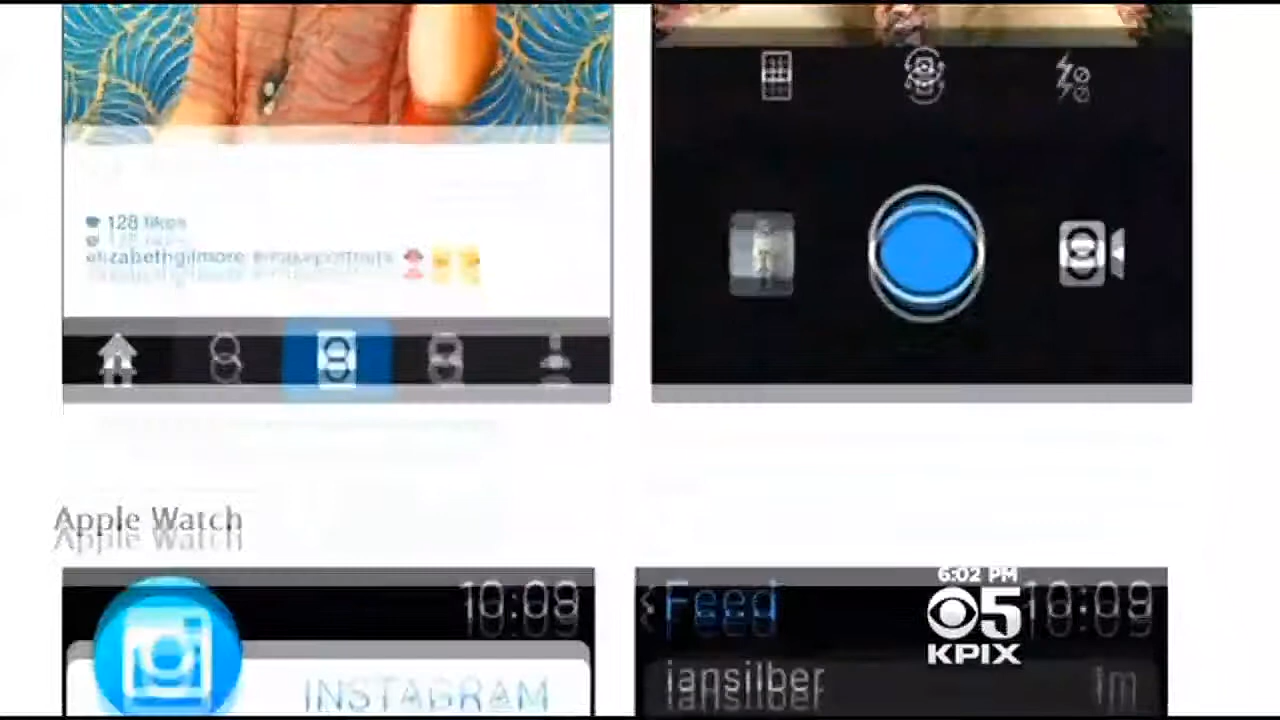 128 likes
elizabethgilmore
Apple Watch
10:09
INSTAGRAM
Feed
10:09
iansilber
1m
6:02 PM
5
KPIX